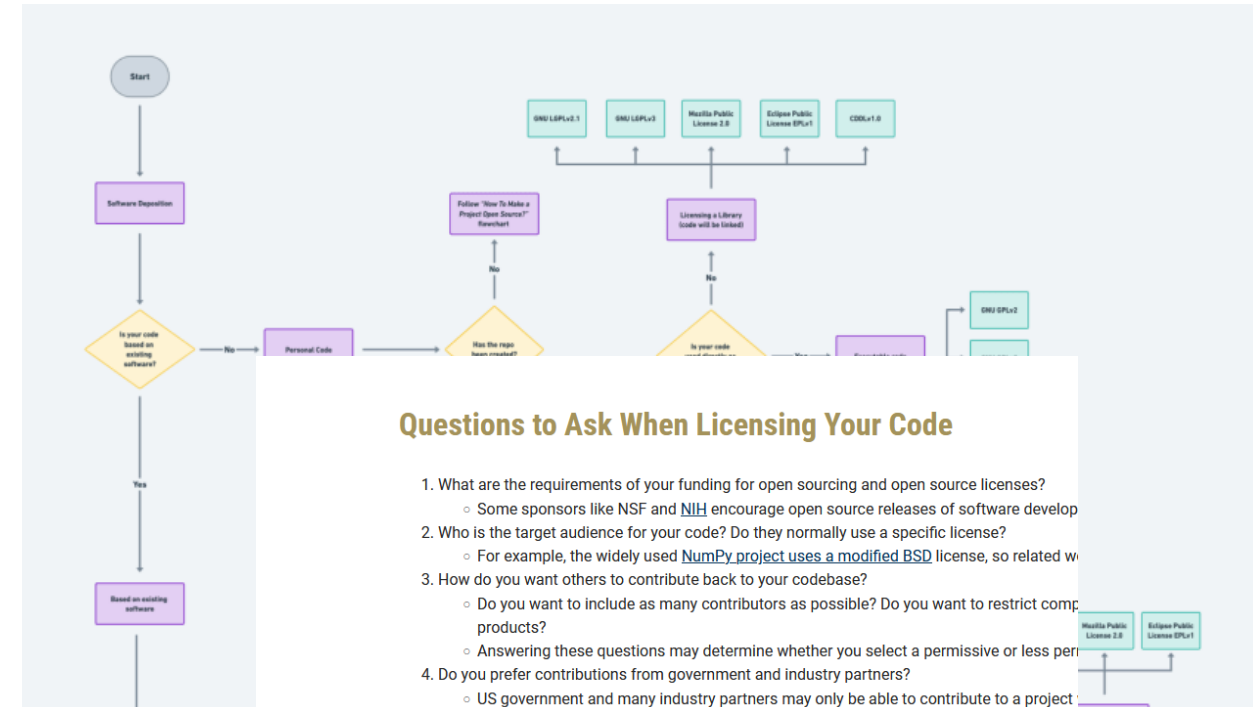 Start
GNU LGPLv2.1
GNU LGPLv3
Mozilla Public
License 2.0
Eclipse Public
License EPLv1
CDDLv1.0
Software Deposition
Follow "How To Make a
Project Open Source?"
flowchart
Licensing a Library
(code will be linked)
No
No
GNU GPLv2
Is your code
based on
existing
software?
No
Personal Code
Has the repo
been created?
Is your code
Yes
Executable code
Questions to Ask When Licensing Your Code
1. What are the requirements of your funding for open sourcing and open source licenses?
Some sponsors like NSF and NIH encourage open source releases of software develop
2. Who is the target audience for your code? Do they normally use a specific license?
For example, the widely used NumPy project uses a modified BSD license, so related
3. How do you want others to contribute back to your codebase?
Do you want to include as many contributors as possible? Do you want to restrict comp
products?
Answering these questions may determine whether you select a permissive or less per
4. Do you prefer contributions from government and industry partners?
US government and many industry partners may only be able to contribute to a project
Yes
Based on existing
software
Mozilla Public
License 2.0
Eclipse Public
License EPLv1